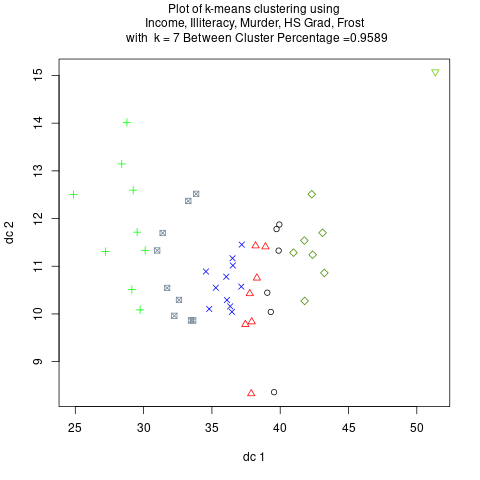 Plot of k-means clustering using
Income, Illiteracy, Murder, HS Grad, Frost
with k = 7 Between Cluster Percentage =0.9589
15
14
13
12
11
10
9
dc 2
25
30
35
40
45
50
dc 1